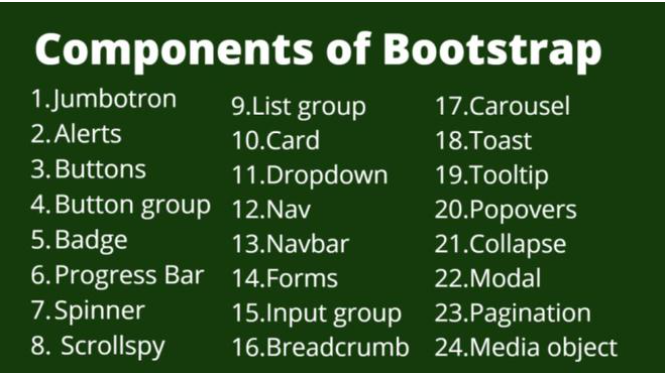 Components of Bootstrap
1.Jumbotron
2.Alerts
3.Buttons
4.Button group
5.Badge
6.Progress Bar
7.Spinner
8. Scrollspy
9.List group
10.Card
11.Dropdown
12.Nav
13.Navbar
14.Forms
15.Input group
16.Breadcrumb
17.Carousel
18.Toast
19.Tooltip
20.Popovers
21.Collapse
22.Modal
23.Pagination
24.Media object